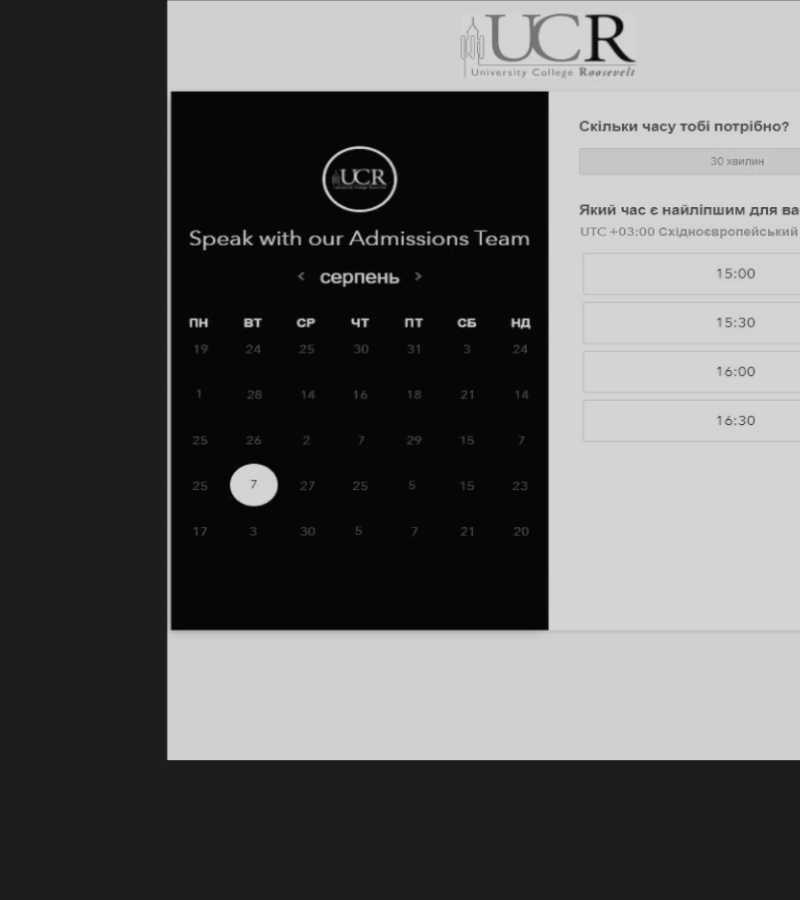 UCR
University College Roosevelt
UCR
Speak with our Admissions Team
< серпень >
ПН ВТ СР ЧТ ПТ СБ НД
19 24 25 30 31 3 24
1 28 14 16 18 21 14
25 26 2 7 29 15 7
25 7 27 25 5 15 23
17 3 30 5 7 21 20
Скільки часу тобі потрібно?
30 хвилин
Який час є найліпшим для ва
UTC +03:00 Східноєвропейський
15:00
15:30
16:00
16:30